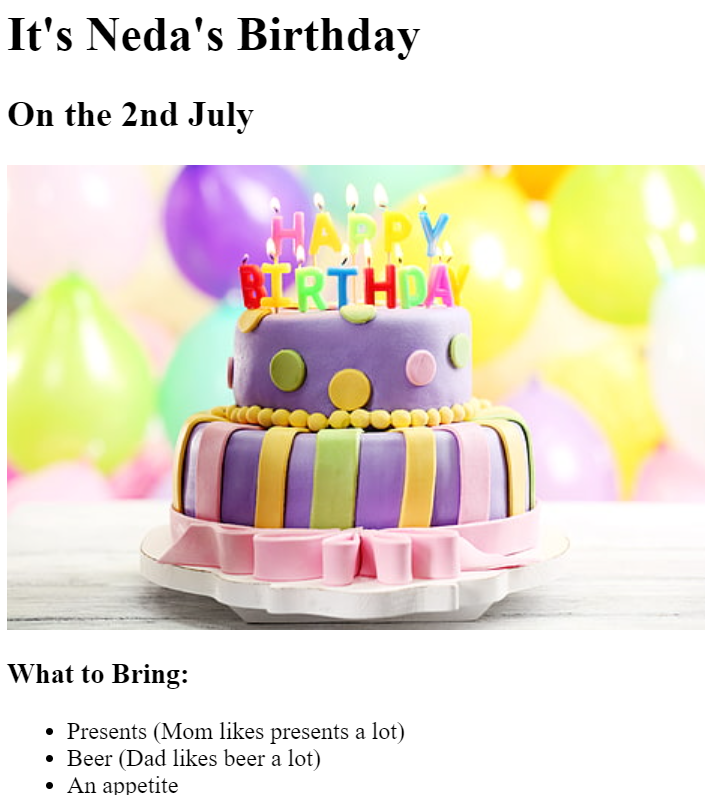 It's Neda's Birthday
On the 2nd July
HAPPY
BIRTHDAY
What to Bring:
Presents (Mom likes presents a lot)
Beer (Dad likes beer a lot)
An appetite